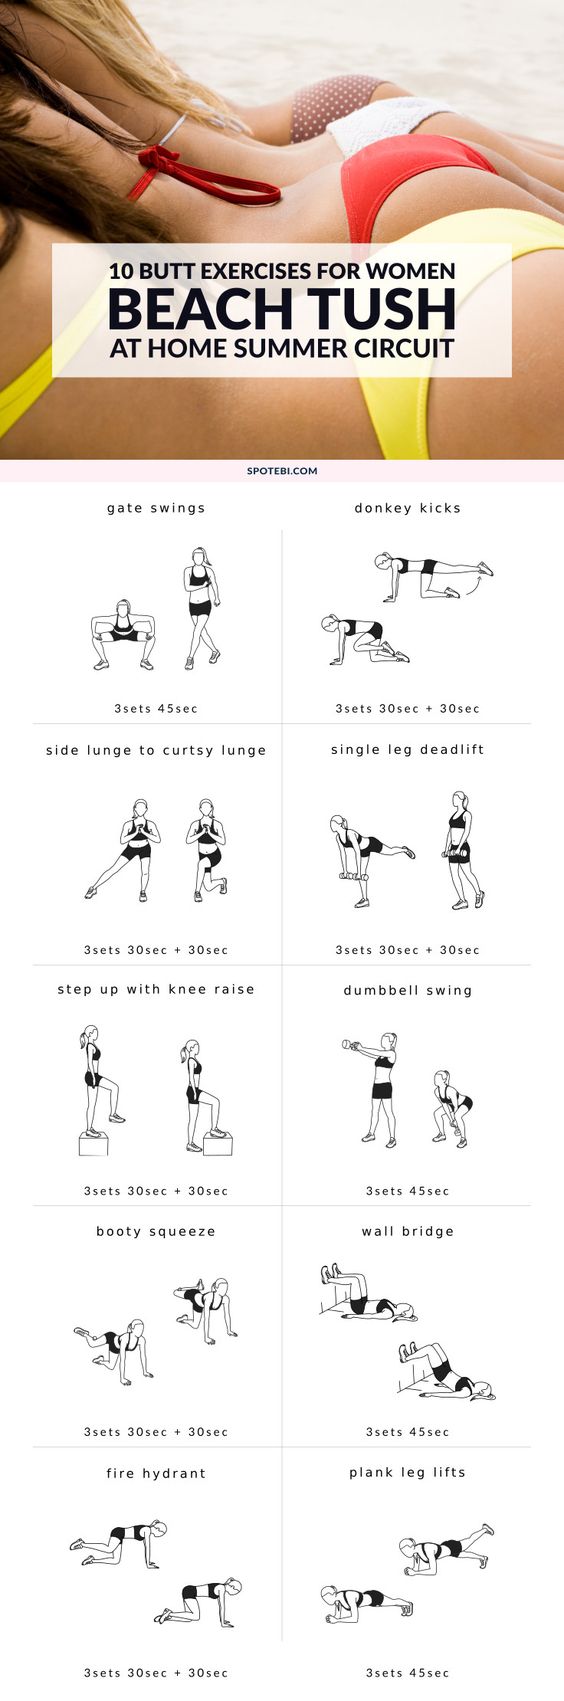 10 BUTT EXERCISES FOR WOMEN
BEACH TUSH
AT HOME SUMMER CIRCUIT
SPOTEBI.COM
gate swings
donkey kicks
3sets 45sec
3sets 30sec + 30sec
side lunge to curtsy lunge
single leg deadlift
3sets 30sec + 30sec
3sets 30sec + 30sec
step up with knee raise
dumbbell swing
3sets 30sec + 30sec
3sets 45sec
booty squeeze
wall bridge
3sets 30sec + 30sec
3sets 45sec
fire hydrant
plank leg lifts
3sets 30sec + 30sec
3sets 45sec